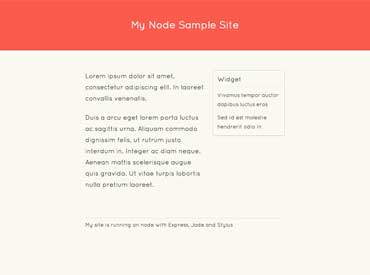 My Node Sample Site
Lorem ipsum dolor sit amet,
consectetur adipiscing elit. In laoreet
convallis venenatis.
Duis a arcu eget lorem porta luctus
ac sagittis urna. Aliquam commodo
dignissim felis, ut rutrum justo
interdum in. Integer ac diam neque.
Aenean mattis scelerisque augue
quis gravida. Ut vitae turpis lobortis
nulla pretium laoreet.
Widget
Vivamus tempor auctor
dapibus luctus eros
Sed id est molestie
hendrerit odio in
My site is running on node with Express, Jade and Stylus